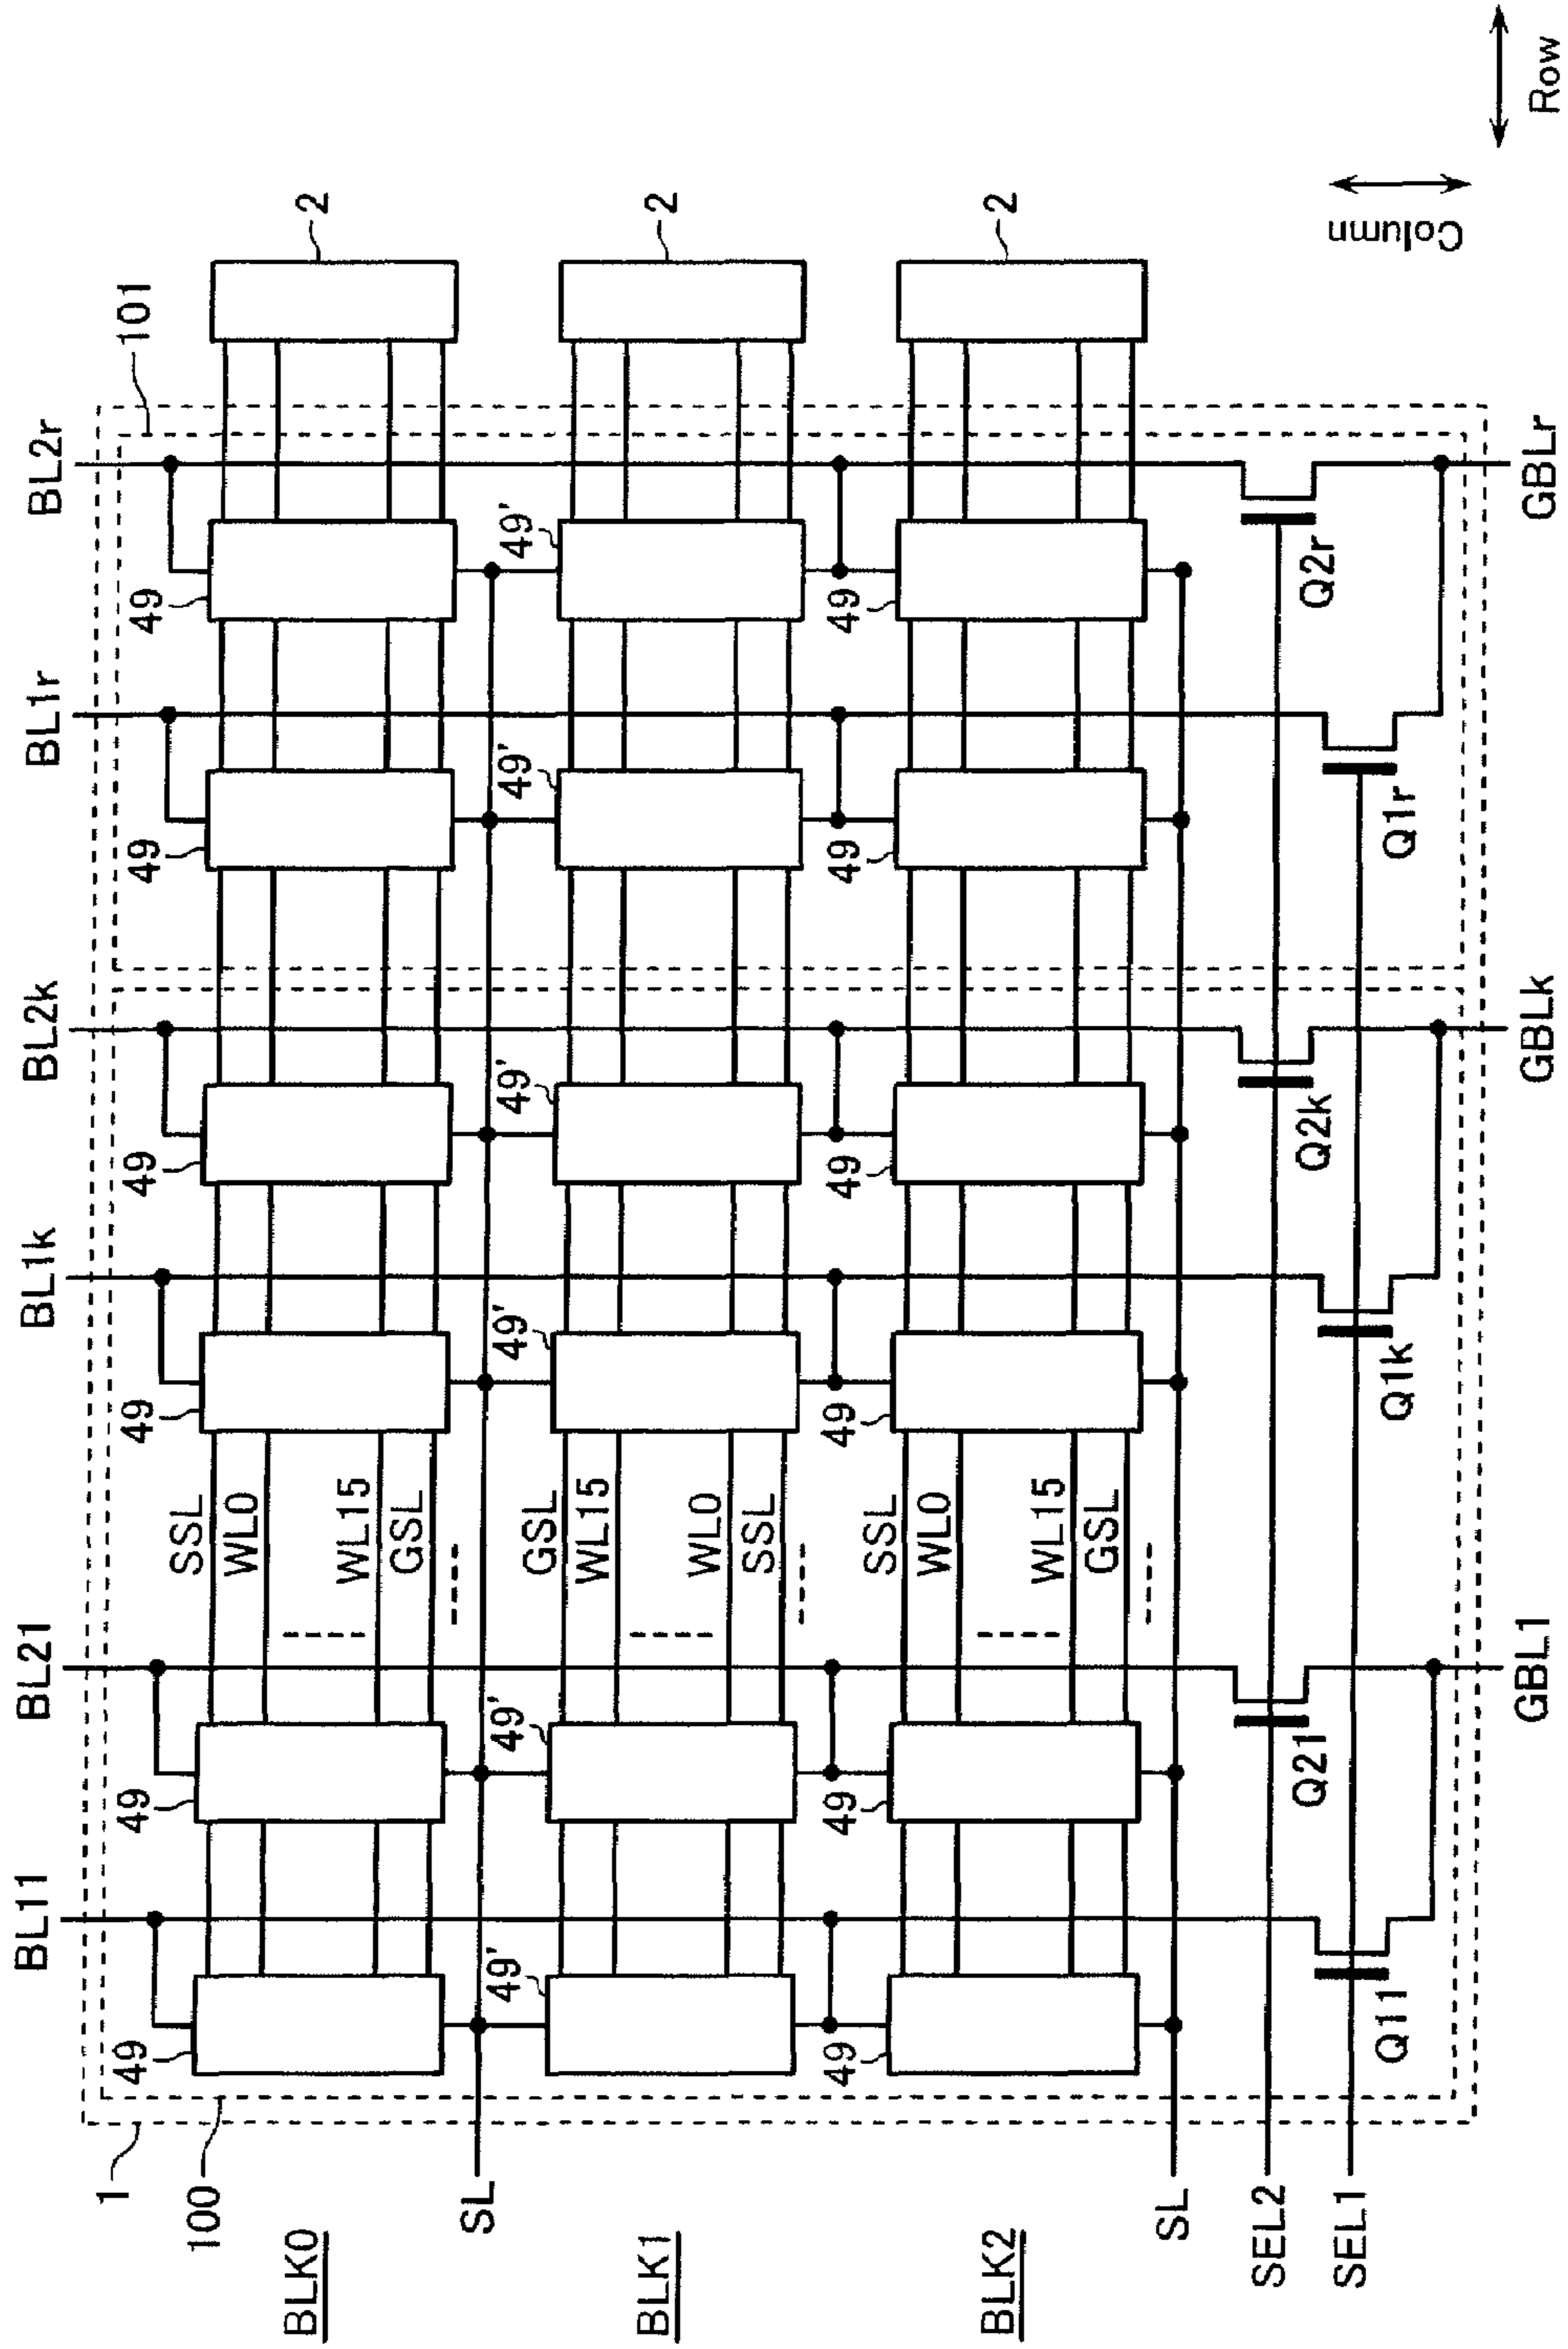 BL11
BL21
BL1k
BL2k
BL1r
BL2r
1
100
101
49
49
49
49
49
49
BLK0
SSL
WL0
WL15
GSL
2
SL
49'
49'
49'
49'
49'
49'
BLK1
GSL
WL15
WL0
SSL
2
49
49
49
49
49
49
BLK2
SSL
WL0
WL15
GSL
2
SL
SEL2
Q21
Q2k
Q2r
SEL1
Q11
Q1k
Q1r
Column
GBL1
GBLk
GBLr
Row